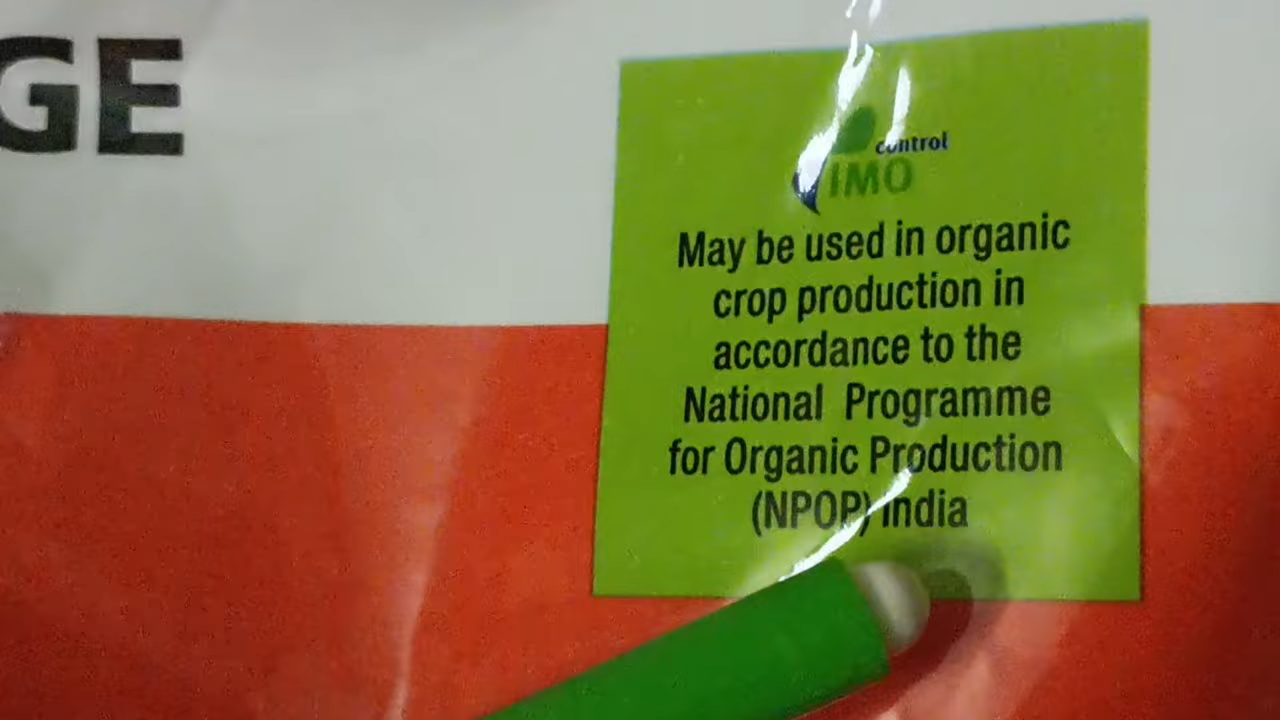 GE
control
IMO
May be used in organic
crop production in
accordance to the
National Programme
for Organic Production
(NPOP) India